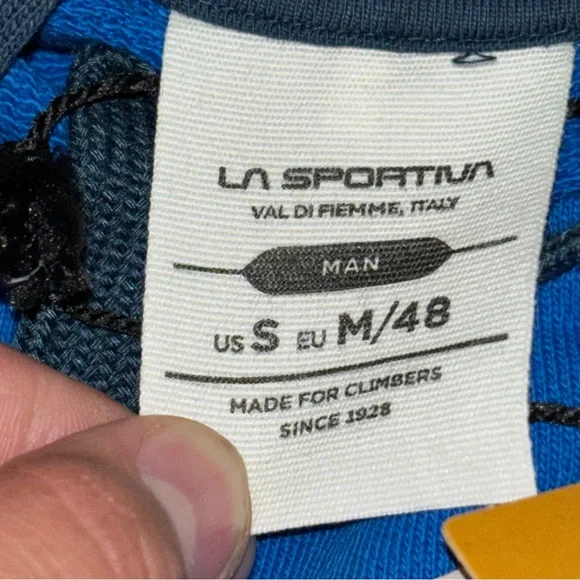 LA SPORTIVA
VAL DI FIEMME, ITALY
MAN
US S EU M/48
MADE FOR CLIMBERS
SINCE 1928